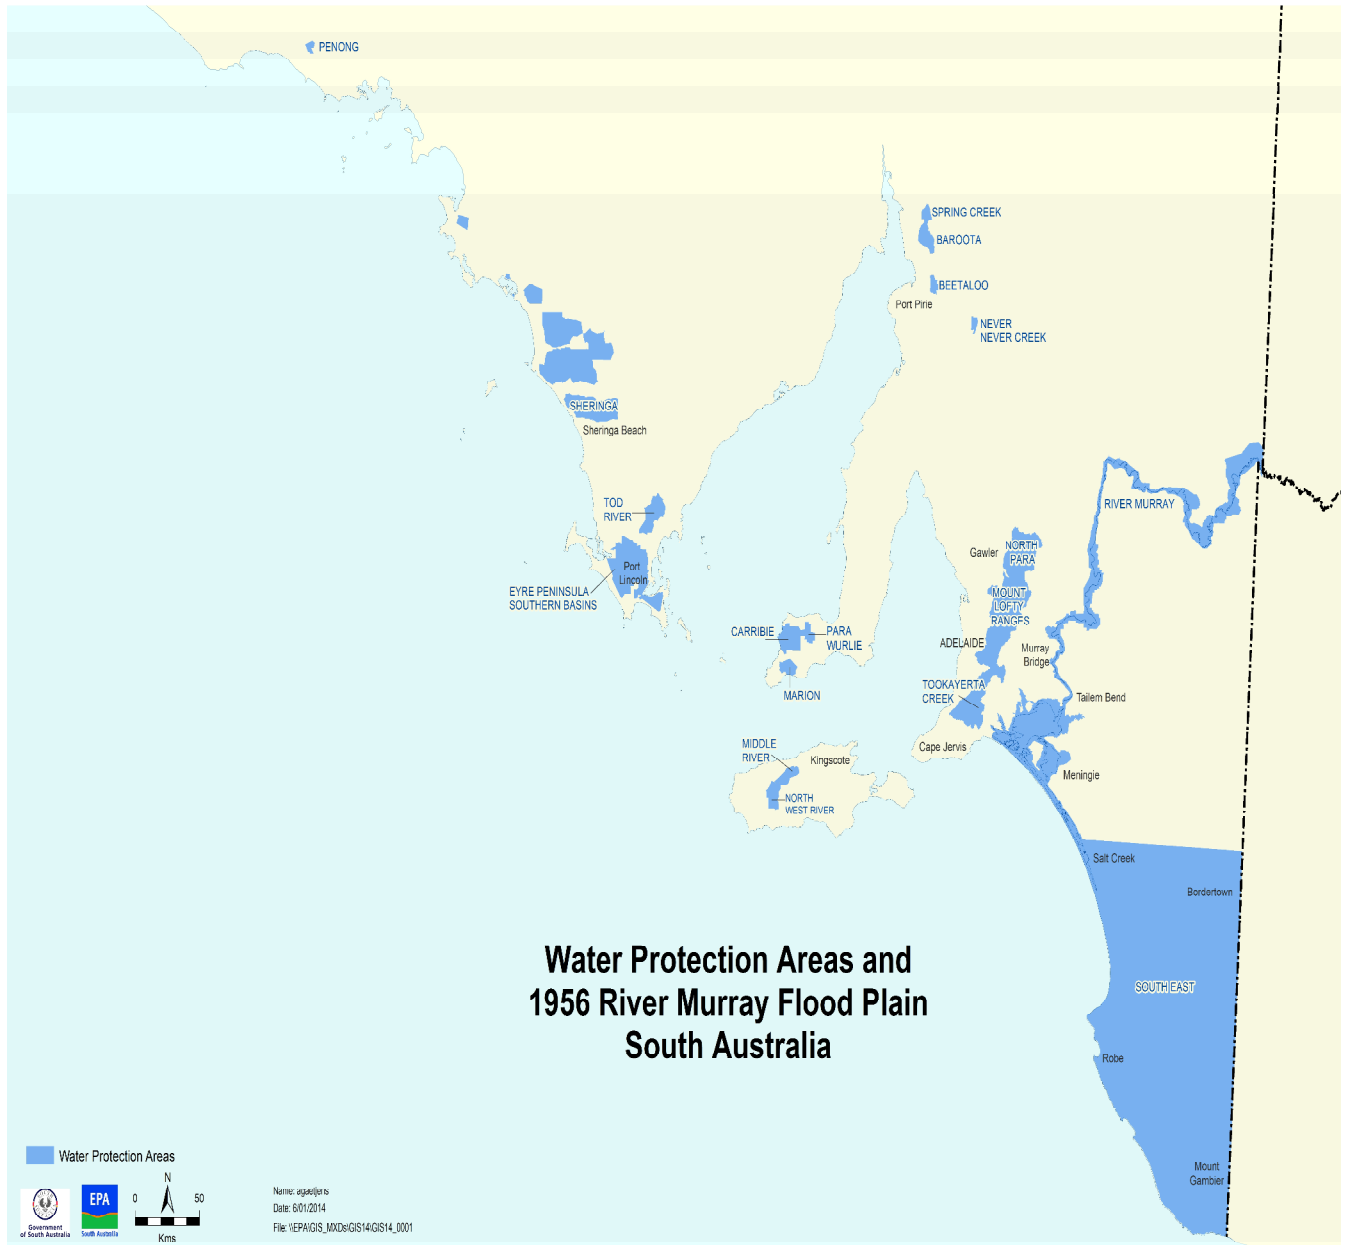 PENONG
SPRING CREEK
BAROOTA
BEETALOO
Port Pirie
NEVER
NEVER CREEK
SHERINGA
Sheringa Beach
TOD
RIVER
RIVER MURRAY
Gawler
NORTH
PARA
Port
Lincoln
EYRE PENINSULA
SOUTHERN BASINS
MOUNT
LOFTY
RANGES
CARRIBIE
PARA
WURLIE
ADELAIDE
Murray
Bridge
MARION
TOOKAYERTA
CREEK
Tailem Bend
MIDDLE
RIVER
Kingscote
Cape Jervis
Meningie
NORTH
WEST RIVER
Salt Creek
Bordertown
Water Protection Areas and
1956 River Murray Flood Plain
South Australia
SOUTH EAST
Robe
Mount
Gambier
Water Protection Areas
Government
of South Australia
EPA
South Australia
N
0 50
Kms
Name: agaetjens
Date: 6/01/2014
File: \\EPA\GIS_MXDs\GIS14\GIS14_0001